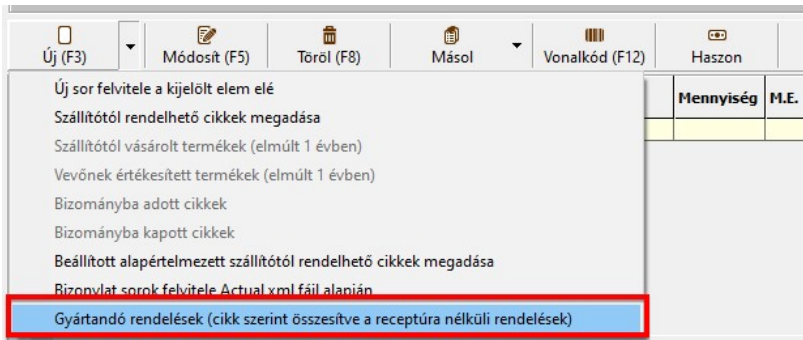 Új (F3) Módosít (F5) Töröl (F8) Másol Vonalkód (F12) Haszon
Mennyiség M.E.
Új sor felvitele a kijelölt elem elé
Szállítótól rendelhető cikkek megadása
Szállítótól vásárolt termékek (elmúlt 1 évben)
Vevőnek értékesített termékek (elmúlt 1 évben)
Bizományba adott cikkek
Bizományba kapott cikkek
Beállított alapértelmezett szállítótól rendelhető cikkek megadása
Bizonylat sorok felvitele Actual xml fájl alapján
Gyártandó rendelések (cikk szerint összesítve a receptúra nélküli rendelések)